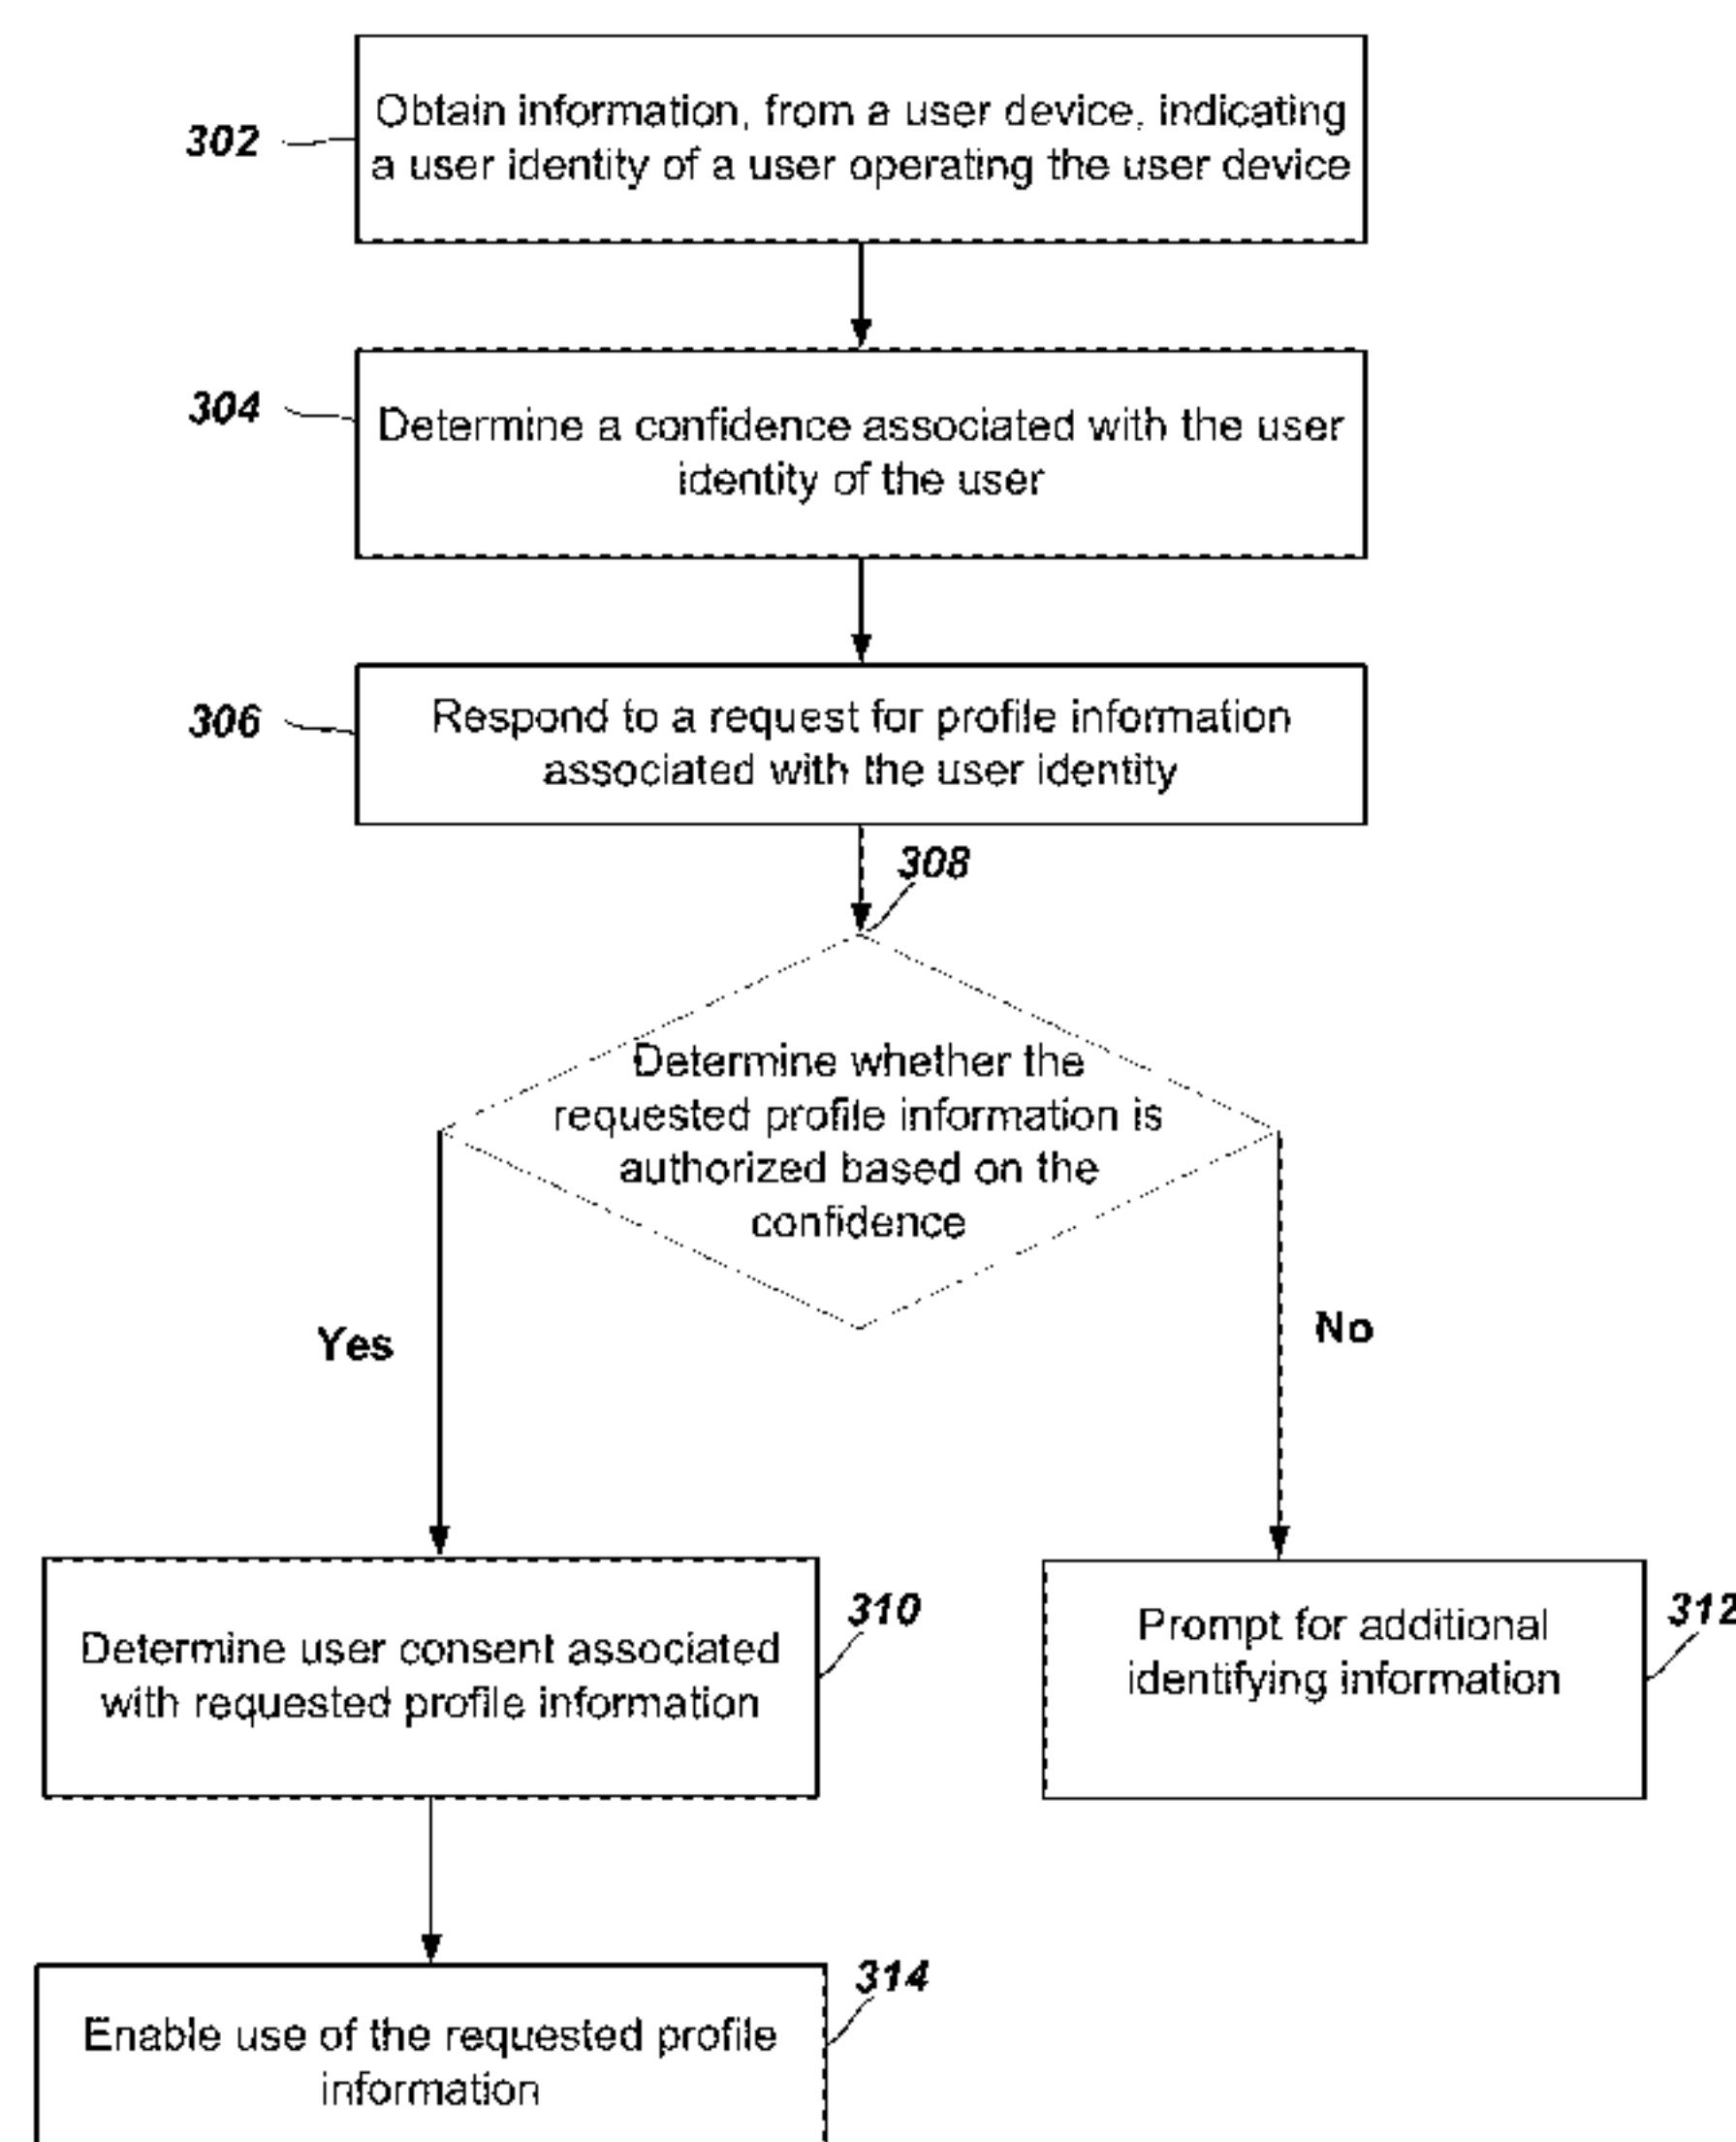 Obtain information, from a user device, indicating
a user identity of a user operating the user device
302
304
Determine a confidence associated with the user
identity of the user
306
Respond to a request for profile information
associated with the user identity
308
Determine whether the
requested profile information is
authorized based on the
confidence
Yes
No
310
312
Determine user consent associated
with requested profile information
Prompt for additional
identifying information
314
Enable use of the requested profile
information